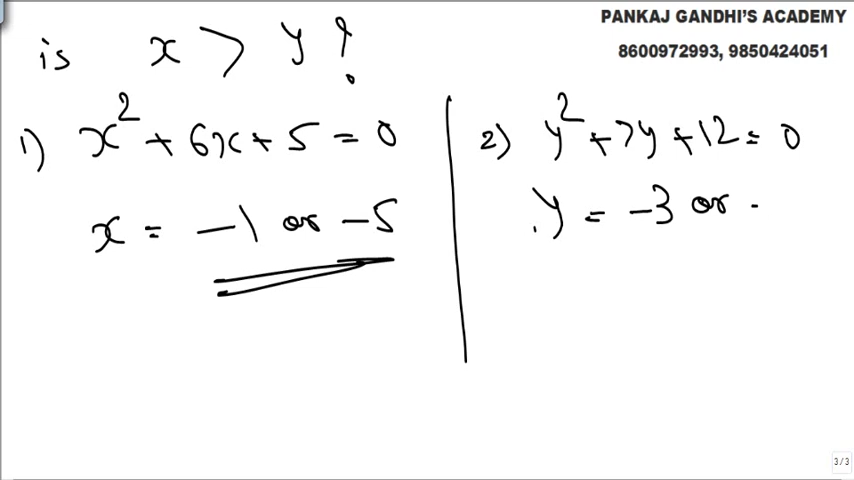 PANKAJ GANDHI'S ACADEMY
8600972993, 9850424051
is x > y ?
1) x² + 6x + 5 = 0
x = -1 or -5
2) y² + 7y + 12 = 0
y = -3 or -
3/3